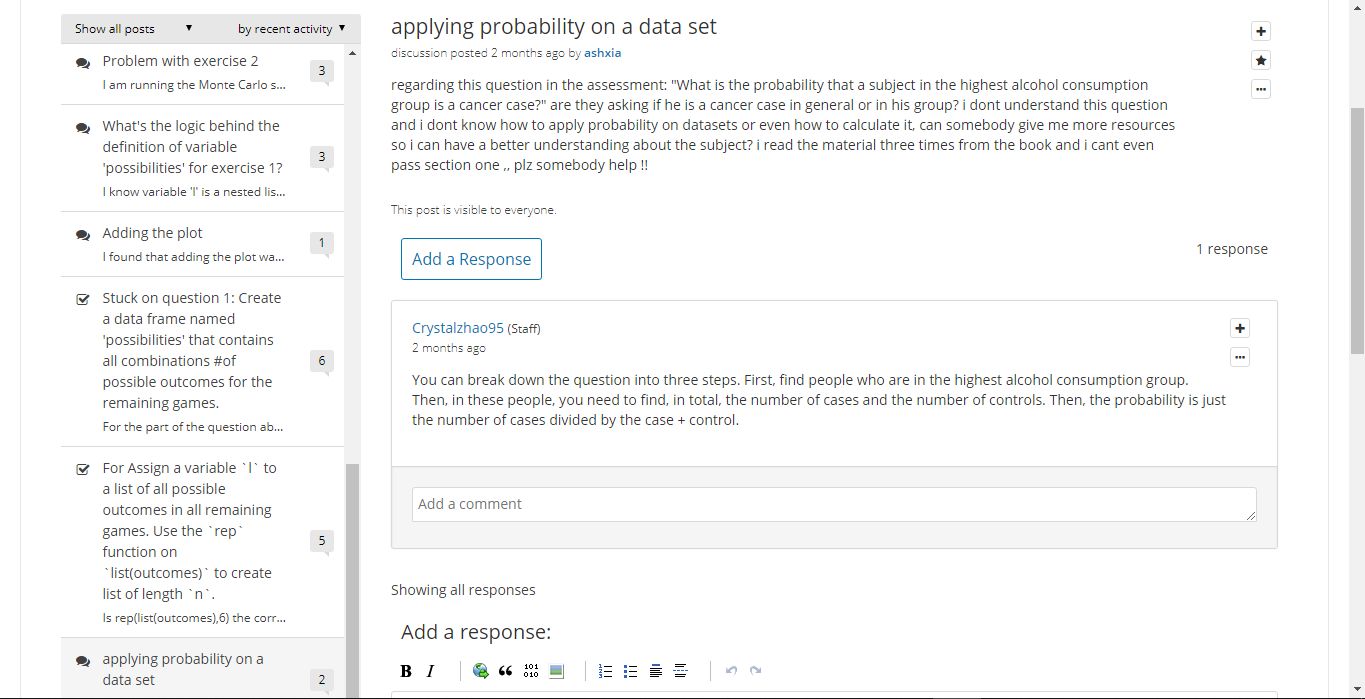 Show all posts
by recent activity
Problem with exercise 2
I am running the Monte Carlo s...
3
What's the logic behind the
definition of variable
'possibilities' for exercise 1?
I know variable 'l' is a nested lis...
3
Adding the plot
I found that adding the plot wa...
1
Stuck on question 1: Create
a data frame named
'possibilities' that contains
all combinations #of
possible outcomes for the
remaining games.
For the part of the question ab...
6
For Assign a variable `l` to
a list of all possible
outcomes in all remaining
games. Use the `rep`
function on
`list(outcomes)` to create
list of length `n`.
Is rep(list(outcomes),6) the corr...
5
applying probability on a
data set
2
applying probability on a data set
discussion posted 2 months ago by ashxia
regarding this question in the assessment: "What is the probability that a subject in the highest alcohol consumption
group is a cancer case?" are they asking if he is a cancer case in general or in his group? i dont understand this question
and i dont know how to apply probability on datasets or even how to calculate it, can somebody give me more resources
so i can have a better understanding about the subject? i read the material three times from the book and i cant even
pass section one ,, plz somebody help !!
This post is visible to everyone.
Add a Response
1 response
Crystalzhao95 (Staff)
2 months ago
You can break down the question into three steps. First, find people who are in the highest alcohol consumption group.
Then, in these people, you need to find, in total, the number of cases and the number of controls. Then, the probability is just
the number of cases divided by the case + control.
Add a comment
Showing all responses
Add a response:
B I
101
010